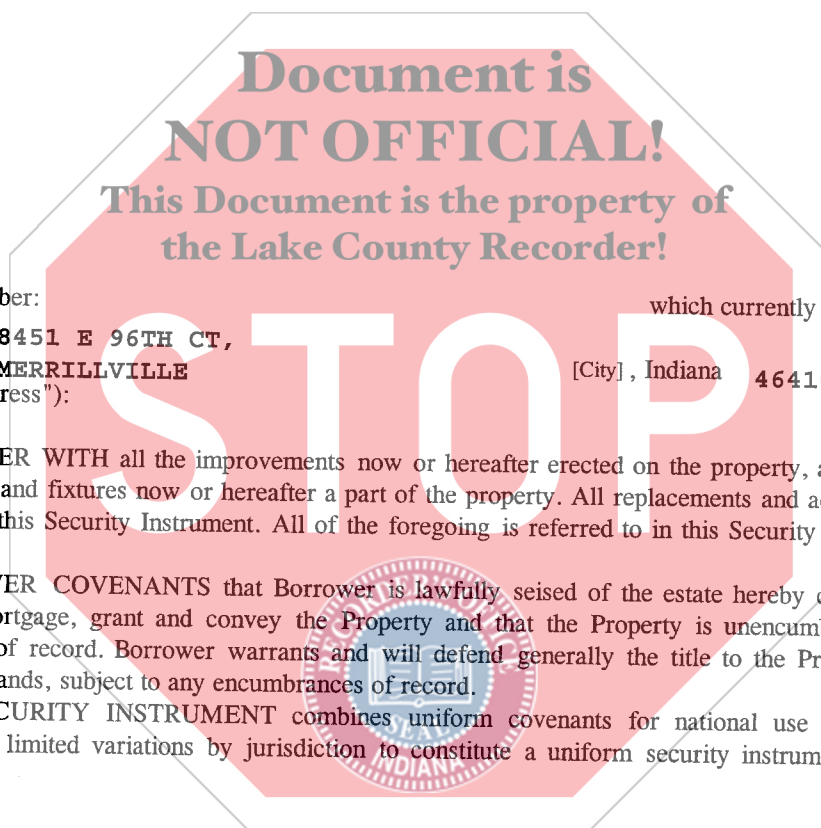 Document is
NOT OFFICIAL!
This Document is the property of
the Lake County Recorder!
ber:
which currently
8451 E 96TH CT,
MERRILLVILLE [City] , Indiana 4641
ress"):
STOP
ER WITH all the improvements now or hereafter erected on the property, a
and fixtures now or hereafter a part of the property. All replacements and a
this Security Instrument. All of the foregoing is referred to in this Security
ER COVENANTS that Borrower is lawfully seised of the estate hereby c
rtgage, grant and convey the Property and that the Property is unencum
of record. Borrower warrants and will defend generally the title to the Pr
ands, subject to any encumbrances of record.
CURITY INSTRUMENT combines uniform covenants for national use
limited variations by jurisdiction to constitute a uniform security instrum
RECORDER'S OFFICE
SEAL
INDIANA